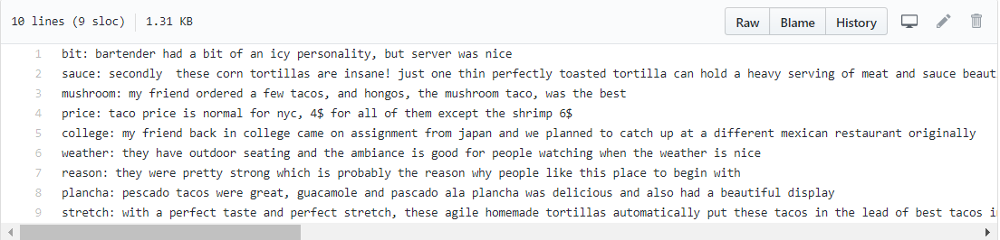 10 lines (9 sloc) 1.31 KB Raw Blame History
1 bit: bartender had a bit of an icy personality, but server was nice
2 sauce: secondly  these corn tortillas are insane! just one thin perfectly toasted tortilla can hold a heavy serving of meat and sauce beaut
3 mushroom: my friend ordered a few tacos, and hongos, the mushroom taco, was the best
4 price: taco price is normal for nyc, 4$ for all of them except the shrimp 6$
5 college: my friend back in college came on assignment from japan and we planned to catch up at a different mexican restaurant originally
6 weather: they have outdoor seating and the ambiance is good for people watching when the weather is nice
7 reason: they were pretty strong which is probably the reason why people like this place to begin with
8 plancha: pescado tacos were great, guacamole and pascado ala plancha was delicious and also had a beautiful display
9 stretch: with a perfect taste and perfect stretch, these agile homemade tortillas automatically put these tacos in the lead of best tacos i